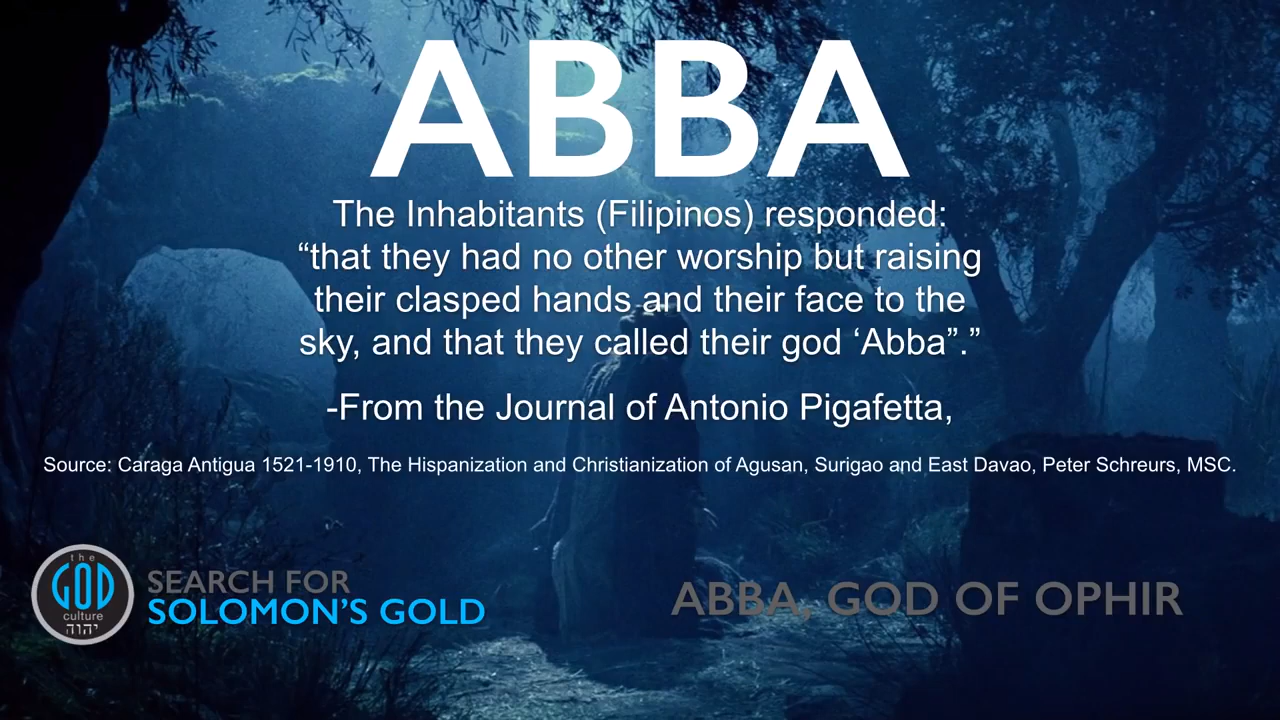 ABBA
The Inhabitants (Filipinos) responded:
“that they had no other worship but raising
their clasped hands and their face to the
sky, and that they called their god ‘Abba”.”
-From the Journal of Antonio Pigafetta,
Source: Caraga Antigua 1521-1910, The Hispanization and Christianization of Agusan, Surigao and East Davao, Peter Schreurs, MSC.
the
GOD
culture
יהוה
SEARCH FOR
SOLOMON’S GOLD
ABBA, GOD OF OPHIR